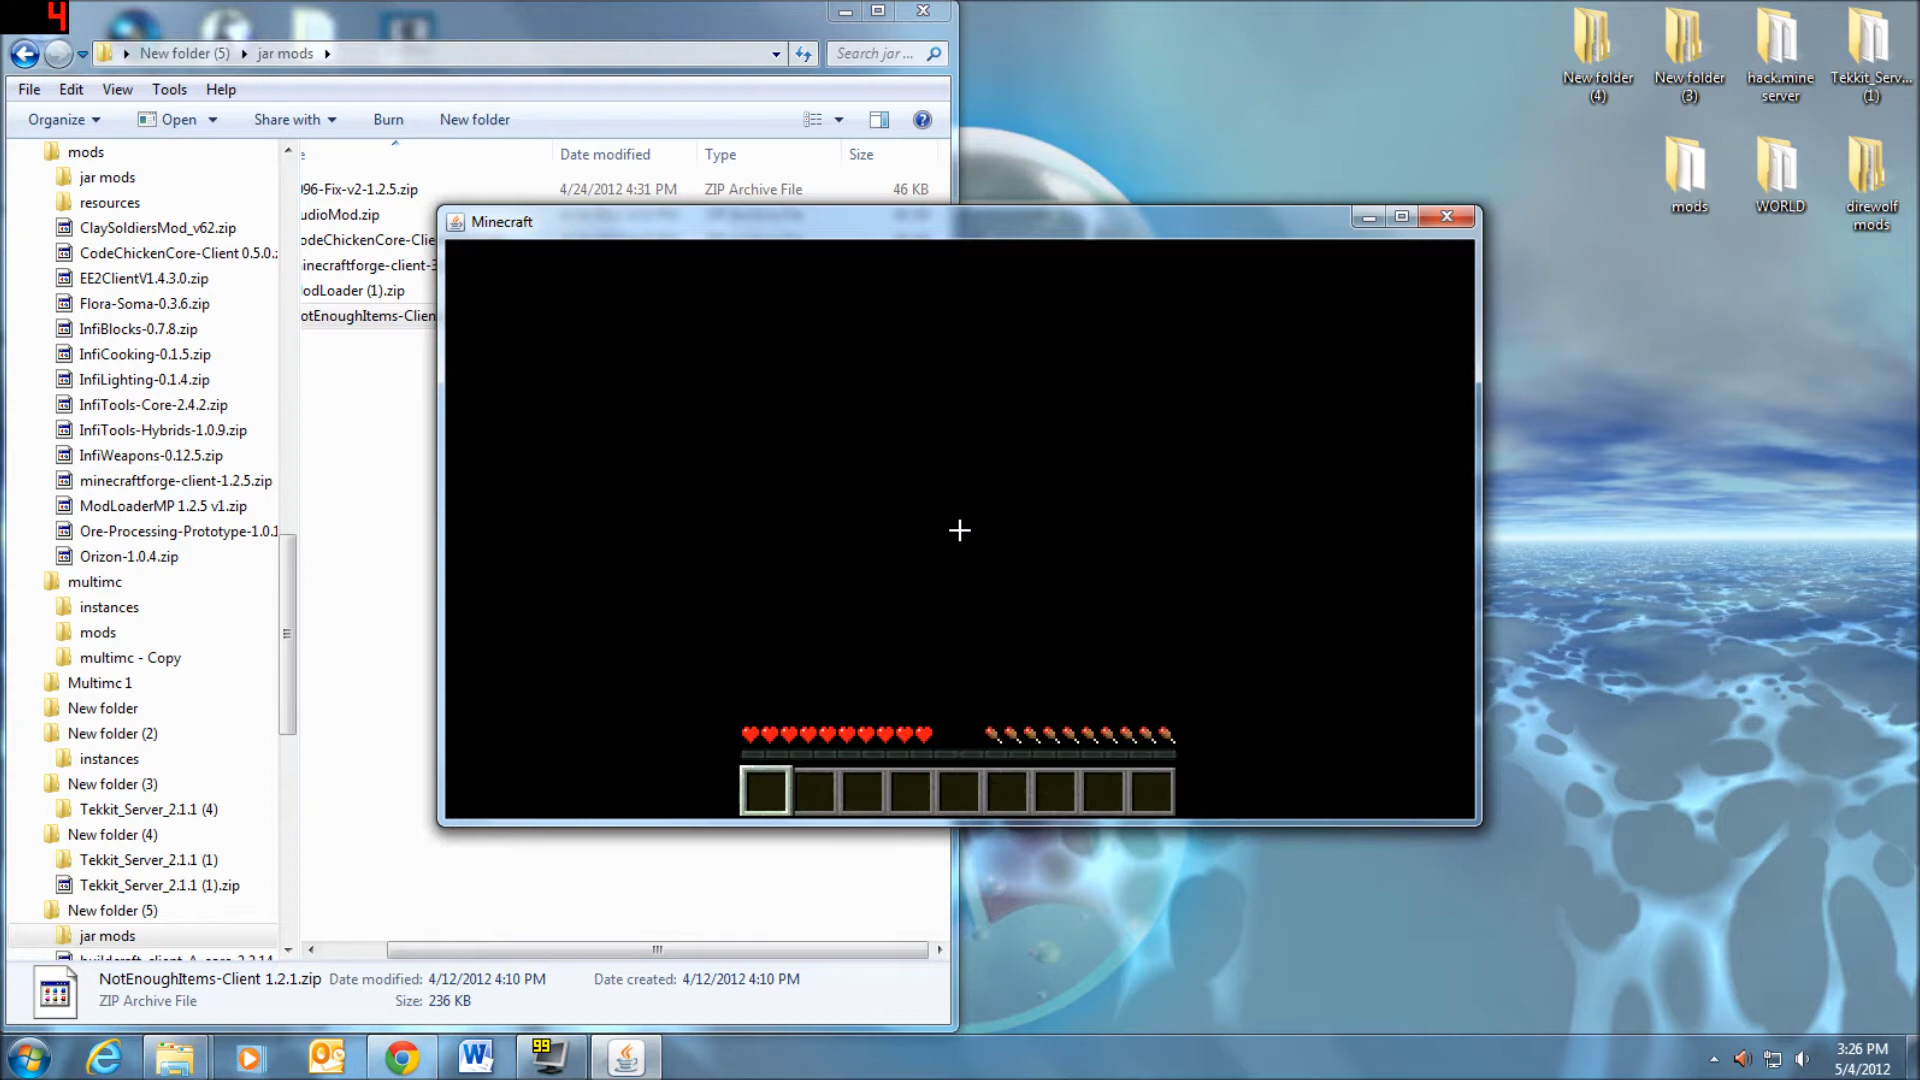 4
New folder (5)
jar mods
Search jar ...
File
Edit
View
Tools
Help
Organize
Open
Share with
Burn
New folder
mods
jar mods
resources
ClaySoldiersMod_v62.zip
CodeChickenCore-Client 0.5.0.
EE2ClientV1.4.3.0.zip
Flora-Soma-0.3.6.zip
InfiBlocks-0.7.8.zip
InfiCooking-0.1.5.zip
InfiLighting-0.1.4.zip
InfiTools-Core-2.4.2.zip
InfiTools-Hybrids-1.0.9.zip
InfiWeapons-0.12.5.zip
minecraftforge-client-1.2.5.zip
ModLoaderMP 1.2.5 v1.zip
Ore-Processing-Prototype-1.0.1
Orizon-1.0.4.zip
multimc
instances
mods
multimc - Copy
Multimc 1
New folder
New folder (2)
instances
New folder (3)
Tekkit_Server_2.1.1 (4)
New folder (4)
Tekkit_Server_2.1.1 (1)
Tekkit_Server_2.1.1 (1).zip
New folder (5)
jar mods
Date modified
Type
Size
096-Fix-v2-1.2.5.zip
4/24/2012 4:31 PM
ZIP Archive File
46 KB
udioMod.zip
odeChickenCore-Clie
inecraftforge-client-3
odLoader (1).zip
otEnoughItems-Clien
Minecraft
NotEnoughItems-Client 1.2.1.zip
Date modified: 4/12/2012 4:10 PM
Date created: 4/12/2012 4:10 PM
ZIP Archive File
Size: 236 KB
New folder (4)
New folder (3)
hack.mine server
Tekkit_Serv... (1)
mods
WORLD
direwolf mods
99
3:26 PM
5/4/2012